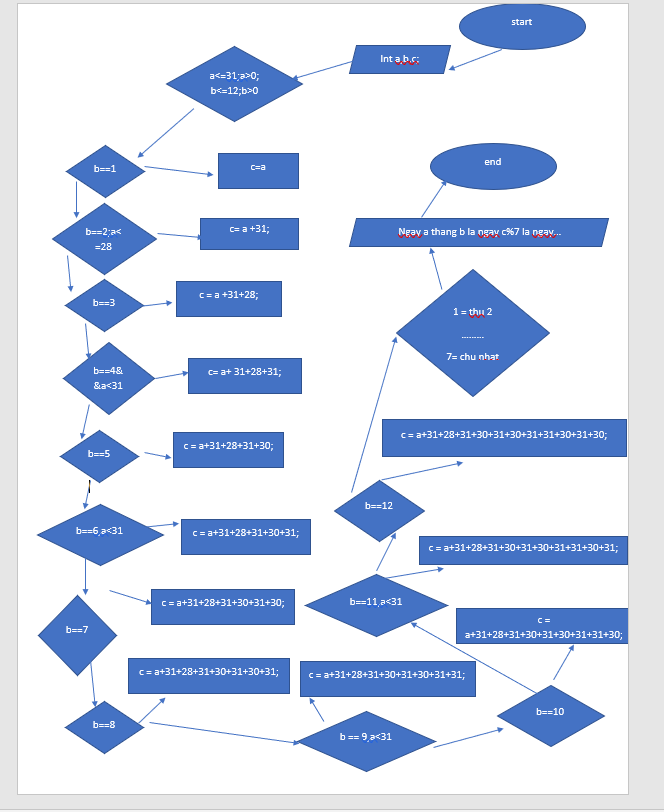 start
Int a,b,c;
a<=31;a>0;
b<=12;b>0
b==1
c=a
b==2;a<
=28
c= a +31;
b==3
c = a +31+28;
b==4&
&a<31
c= a+ 31+28+31;
b==5
c = a+31+28+31+30;
b==6,a<31
c = a+31+28+31+30+31;
b==7
c = a+31+28+31+30+31+30;
b==8
c = a+31+28+31+30+31+30+31;
b == 9,a<31
c = a+31+28+31+30+31+30+31+31;
b==10
c =
a+31+28+31+30+31+30+31+31+30;
b==11,a<31
c = a+31+28+31+30+31+30+31+31+30+31;
b==12
c = a+31+28+31+30+31+30+31+31+30+31+30;
1 = thu 2
.........
7= chu nhat
Ngay a thang b la ngay c%7 la ngay...
end